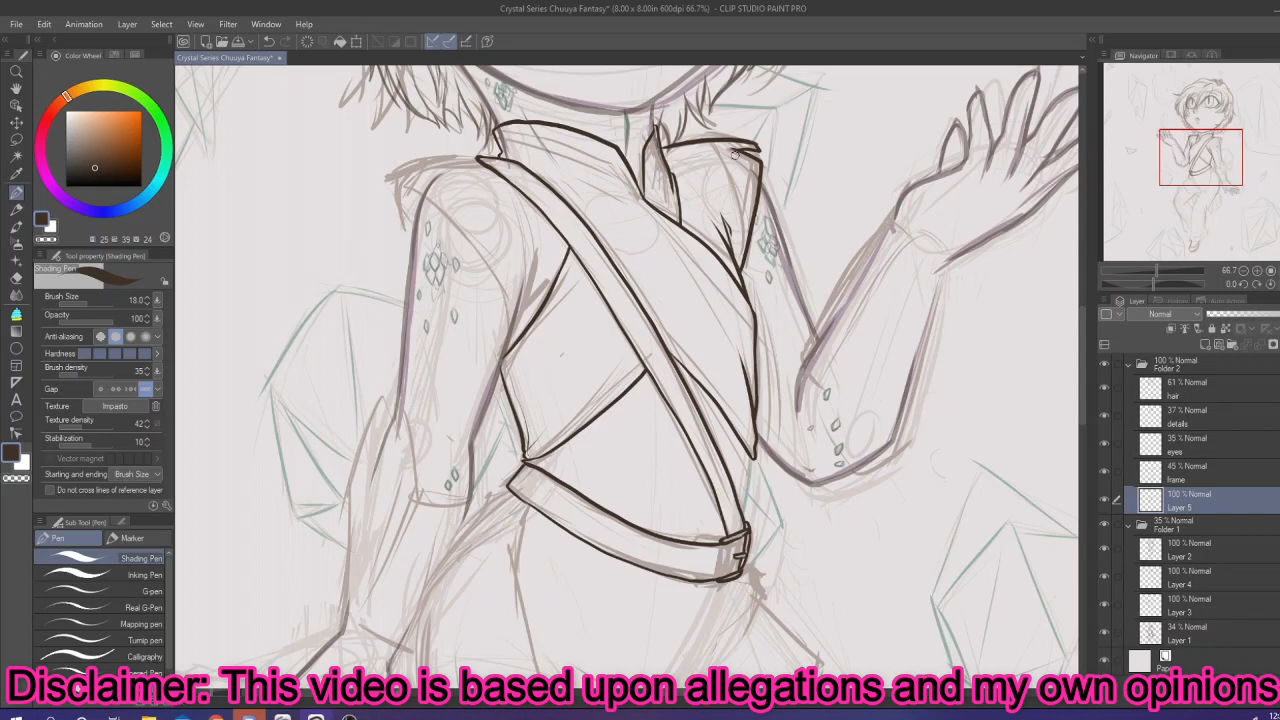 Crystal Series Chuuya Fantasy* (8.00 x 8.00in 600dpi 66.7%) - CLIP STUDIO PAINT PRO
File Edit Animation Layer Select View Filter Window Help
Crystal Series Chuuya Fantasy*
Color Wheel
25 39 24
Tool property (Shading Pen)
Shading Pen
Brush Size 18.0
Opacity 100
Anti-aliasing
Hardness
Brush density 35
Gap
Texture Impasto
Texture density 42
Stabilization 10
Vector magnet
Starting and ending Brush Size
Do not cross lines of reference layer
Sub Tool (Pen)
Pen Marker
Shading Pen
Inking Pen
G-pen
Real G-Pen
Mapping pen
Turnip pen
Calligraphy
Navigator
66.7
0.0
Layer
Normal
100 % Normal
Folder 2
61 % Normal
hair
37 % Normal
details
35 % Normal
eyes
45 % Normal
frame
100 % Normal
Layer 5
35 % Normal
Folder 1
100 % Normal
Layer 2
100 % Normal
Layer 4
100 % Normal
Layer 3
34 % Normal
Layer 1
Disclaimer: This video is based upon allegations and my own opinions